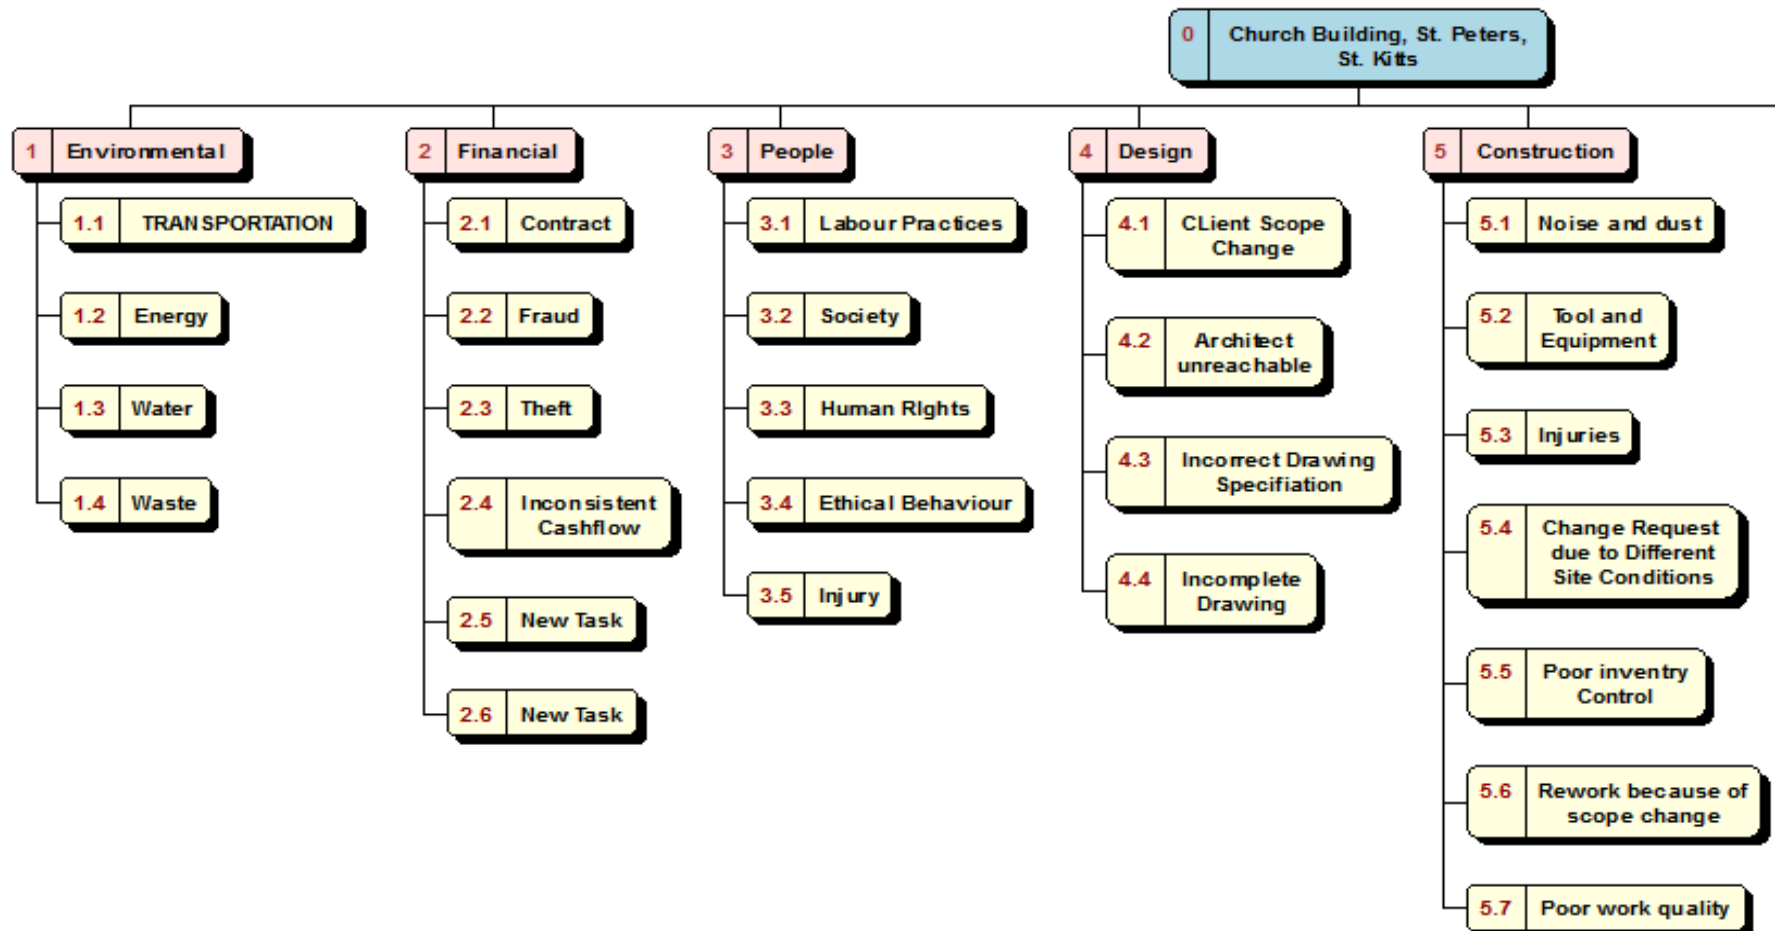 0 Church Building, St. Peters,
St. Kitts
1 Environmental
1.1 TRANSPORTATION
1.2 Energy
1.3 Water
1.4 Waste
2 Financial
2.1 Contract
2.2 Fraud
2.3 Theft
2.4 Inconsistent
Cashflow
2.5 New Task
2.6 New Task
3 People
3.1 Labour Practices
3.2 Society
3.3 Human RIghts
3.4 Ethical Behaviour
3.5 Injury
4 Design
4.1 CLient Scope
Change
4.2 Architect
unreachable
4.3 Incorrect Drawing
Specifiation
4.4 Incomplete
Drawing
5 Construction
5.1 Noise and dust
5.2 Tool and
Equipment
5.3 Injuries
5.4 Change Request
due to Different
Site Conditions
5.5 Poor inventry
Control
5.6 Rework because of
scope change
5.7 Poor work quality